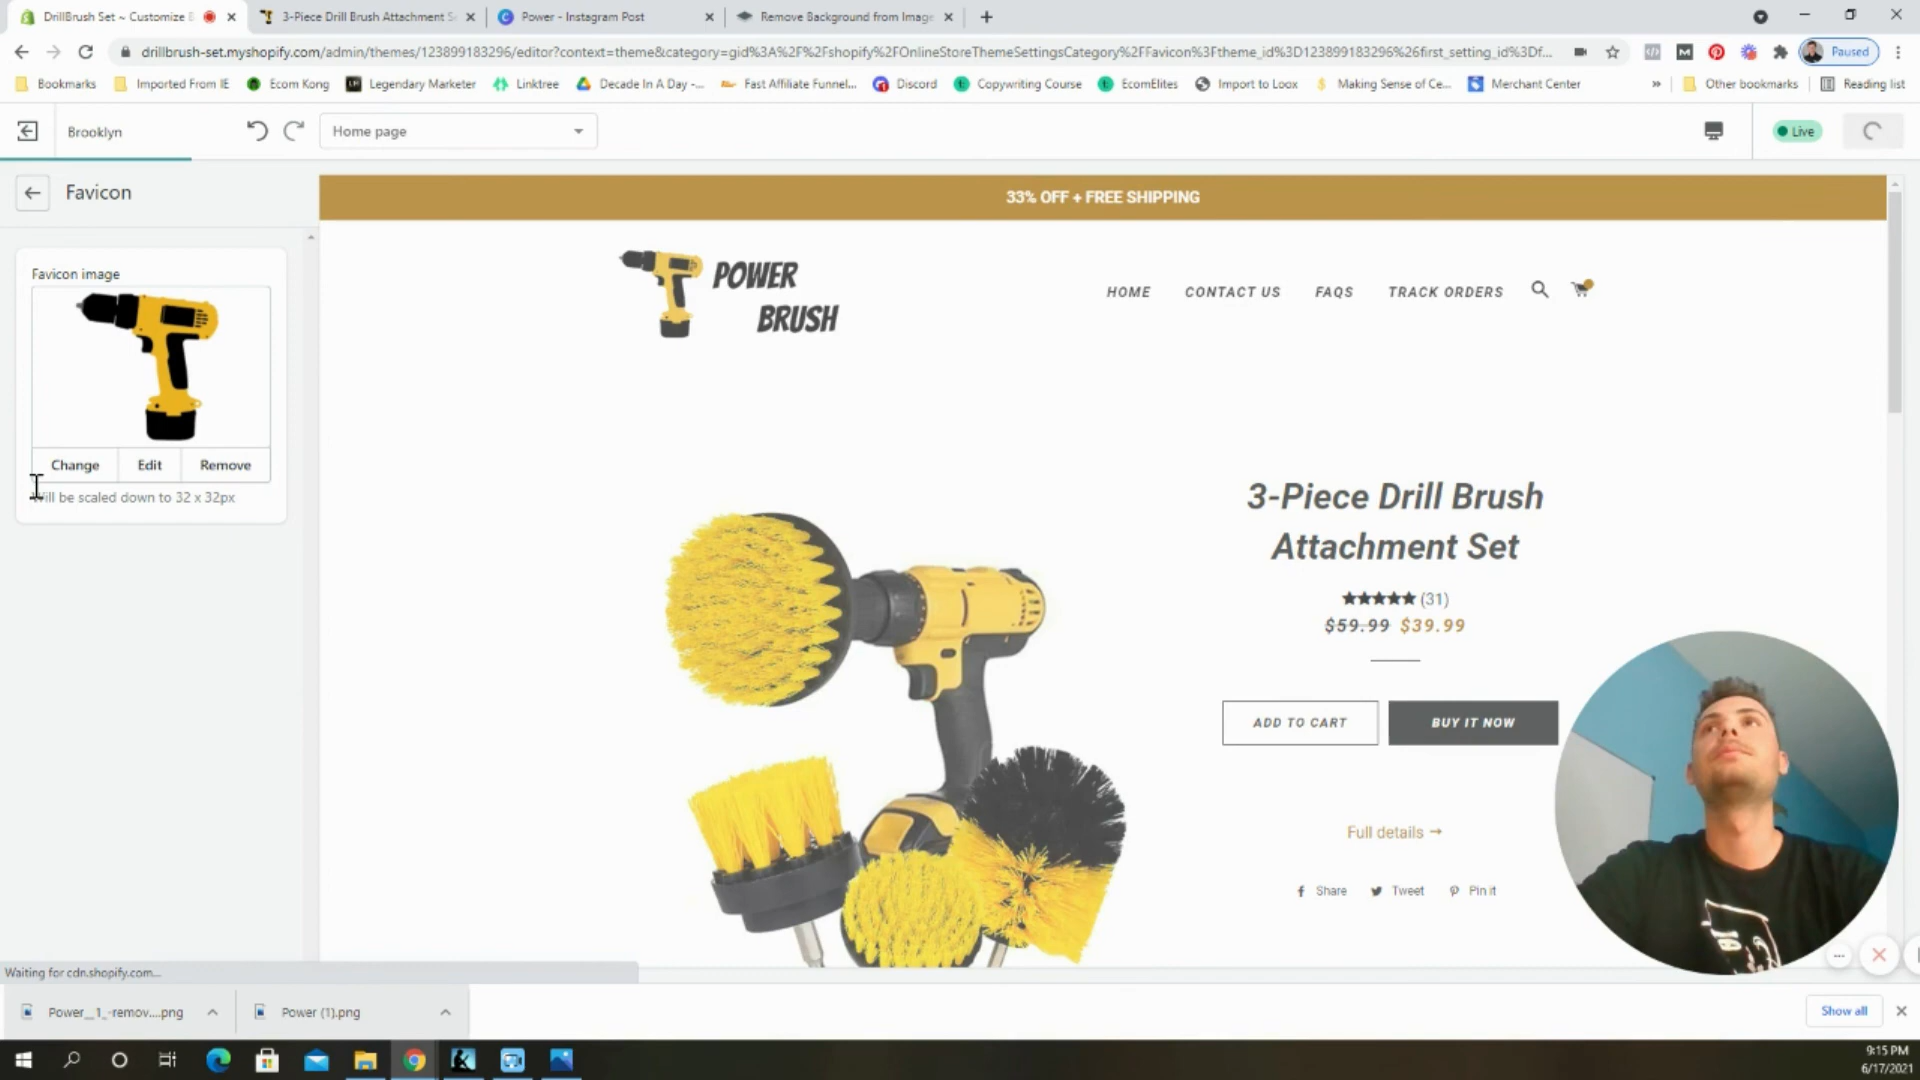 DrillBrush Set ~ Customize B
3-Piece Drill Brush Attachment S
Power - Instagram Post
Remove Background from Image
drillbrush-set.myshopify.com/admin/themes/123899183296/editor?context=theme&category=gid%3A%2F%2Fshopify%2FOnlineStoreThemeSettingsCategory%2FFavicon%3Ftheme_id%3D123899183296%26first_setting_id%3Df...
Paused
Bookmarks
Imported From IE
Ecom Kong
Legendary Marketer
Linktree
Decade In A Day -...
Fast Affiliate Funnel...
Discord
Copywriting Course
EcomElites
Import to Loox
Making Sense of Ce...
Merchant Center
»
Other bookmarks
Reading list
Brooklyn
Home page
Live
Favicon
33% OFF + FREE SHIPPING
Favicon image
POWER
BRUSH
HOME
CONTACT US
FAQS
TRACK ORDERS
Change
Edit
Remove
Will be scaled down to 32 x 32px
3-Piece Drill Brush
Attachment Set
★★★★★ (31)
$59.99 $39.99
ADD TO CART
BUY IT NOW
Full details →
Share
Tweet
Pin it
Waiting for cdn.shopify.com...
Power__1_-remov....png
Power (1).png
Show all
9:15 PM
6/17/2021